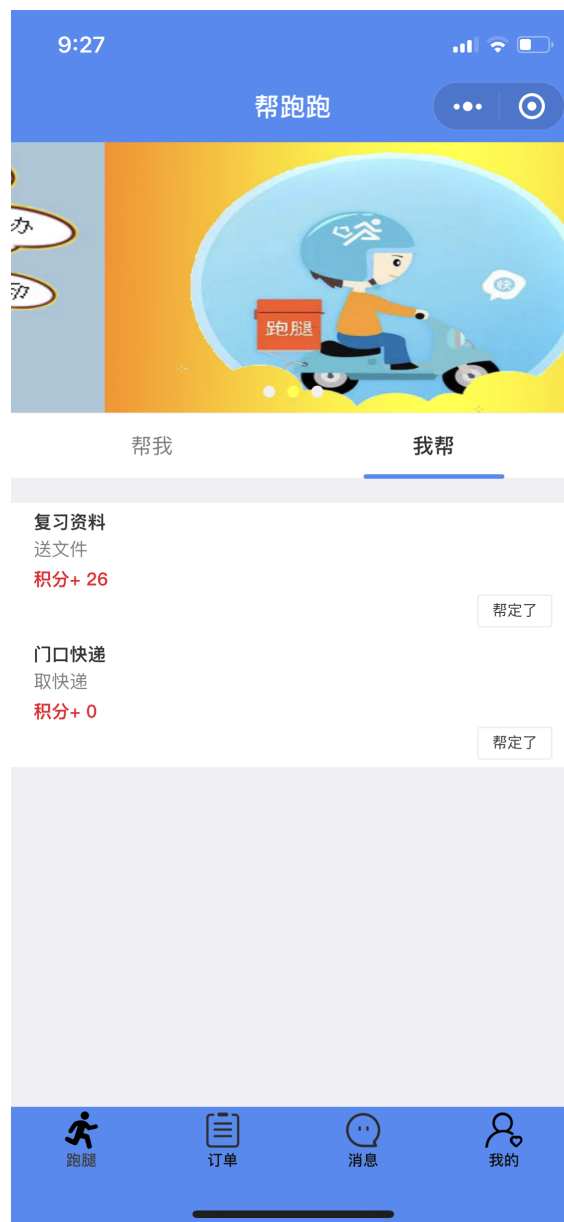 9:27
帮跑跑
办
跑腿
快
帮我
我帮
复习资料
送文件
积分+ 26
帮定了
门口快递
取快递
积分+ 0
帮定了
跑腿
订单
消息
我的